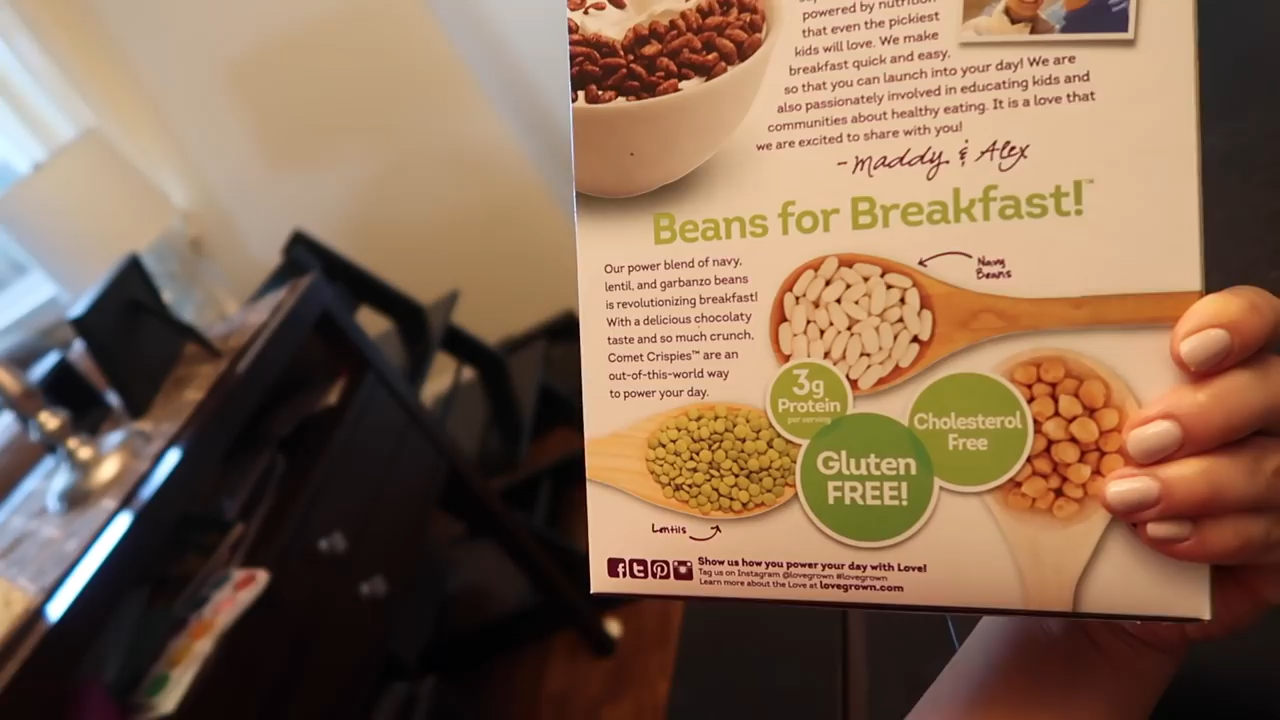 powered by nutrition
that even the pickiest
kids will love. We make
breakfast quick and easy,
so that you can launch into your day! We are
also passionately involved in educating kids and
communities about healthy eating. It is a love that
we are excited to share with you!
- Maddy & Alex
Beans for Breakfast!™
Our power blend of navy,
lentil, and garbanzo beans
is revolutionizing breakfast!
With a delicious chocolaty
taste and so much crunch,
Comet Crispies™ are an
out-of-this-world way
to power your day.
Navy
Beans
3g
Protein
per serving
Cholesterol
Free
Gluten
FREE!
Lentils
Show us how you power your day with Love!
Tag us on Instagram @lovegrown #lovegrown
Learn more about the Love at lovegrown.com